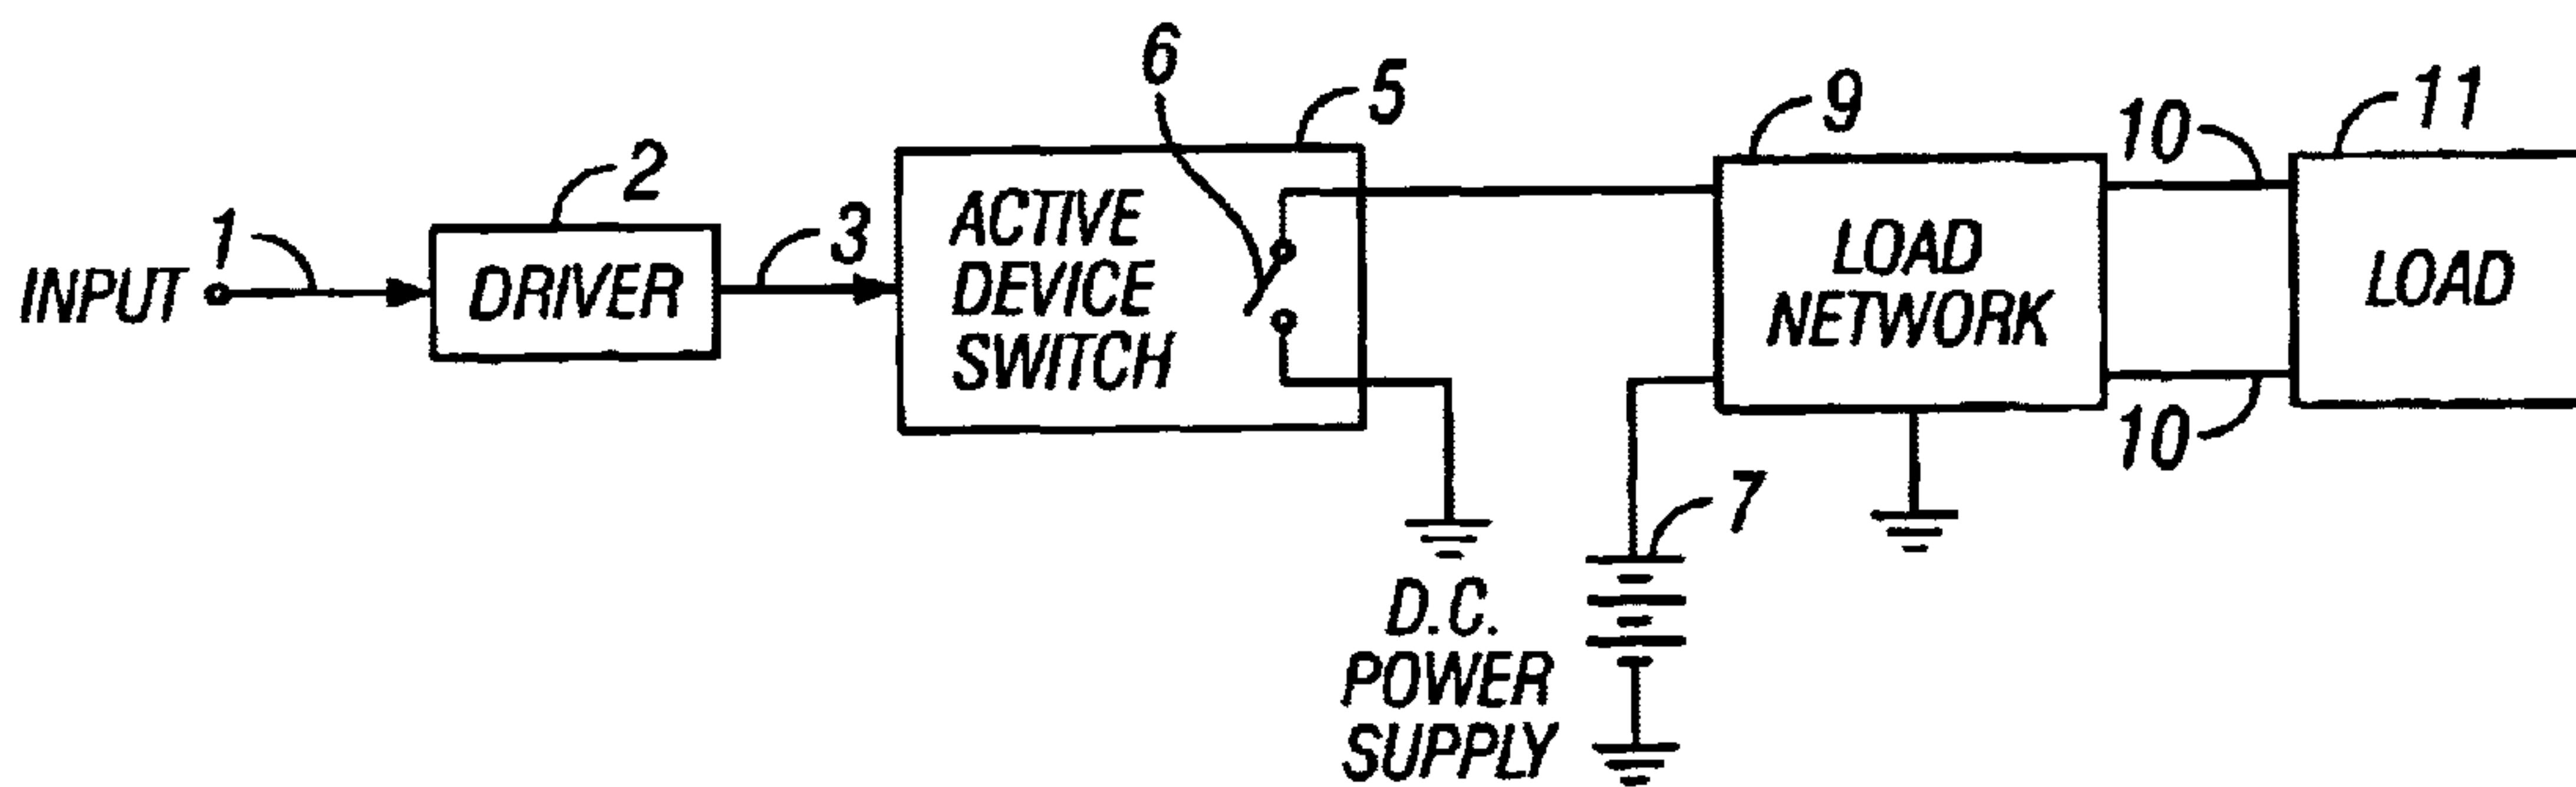 6
5
9
10
11
2
1
3
INPUT
DRIVER
ACTIVE
DEVICE
SWITCH
LOAD
NETWORK
LOAD
10
7
D.C.
POWER
SUPPLY